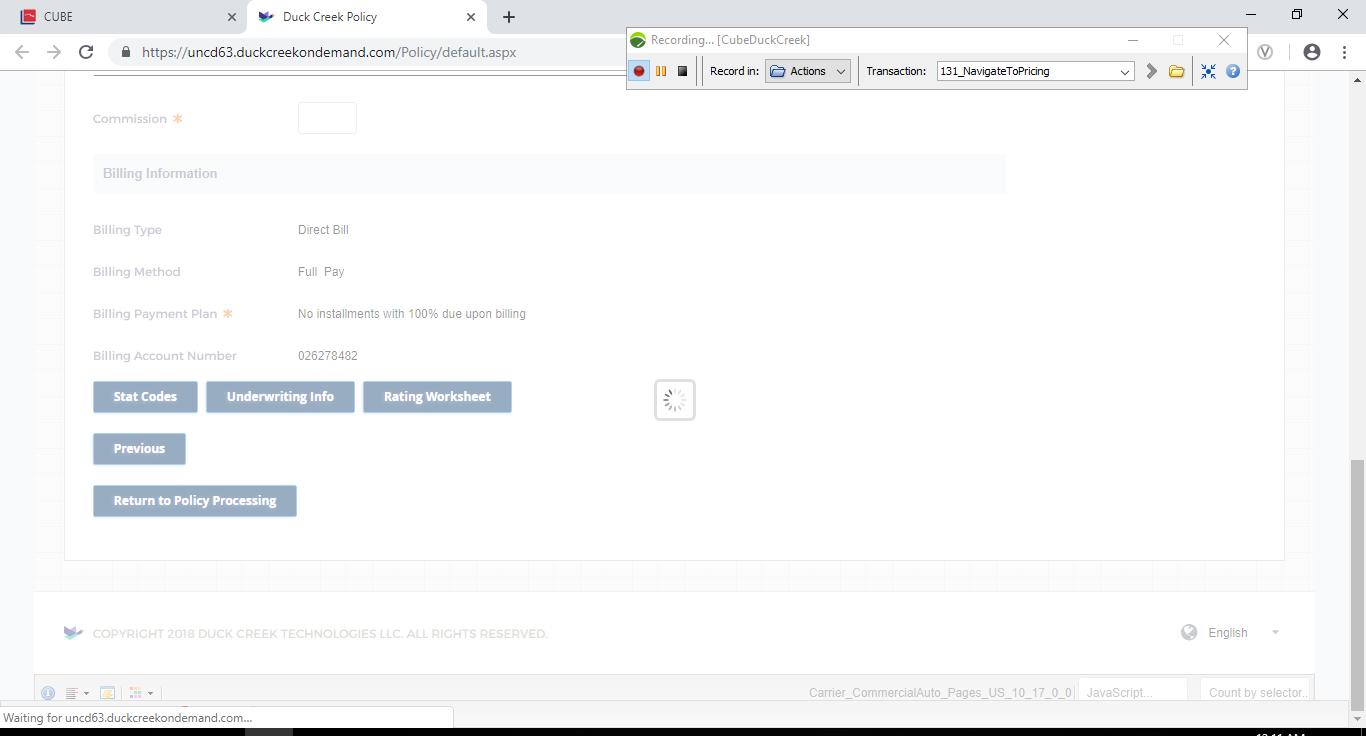 CUBE
Duck Creek Policy
https://uncd63.duckcreekondemand.com/Policy/default.aspx
Recording... [CubeDuckCreek]
Record in: Actions Transaction: 131_NavigateToPricing
Commission *
Billing Information
Billing Type Direct Bill
Billing Method Full Pay
Billing Payment Plan * No installments with 100% due upon billing
Billing Account Number 026278482
Stat Codes Underwriting Info Rating Worksheet
Previous
Return to Policy Processing
COPYRIGHT 2018 DUCK CREEK TECHNOLOGIES LLC. ALL RIGHTS RESERVED.
English
Carrier_CommercialAuto_Pages_US_10_17_0_0 JavaScript... Count by selector..
Waiting for uncd63.duckcreekondemand.com...